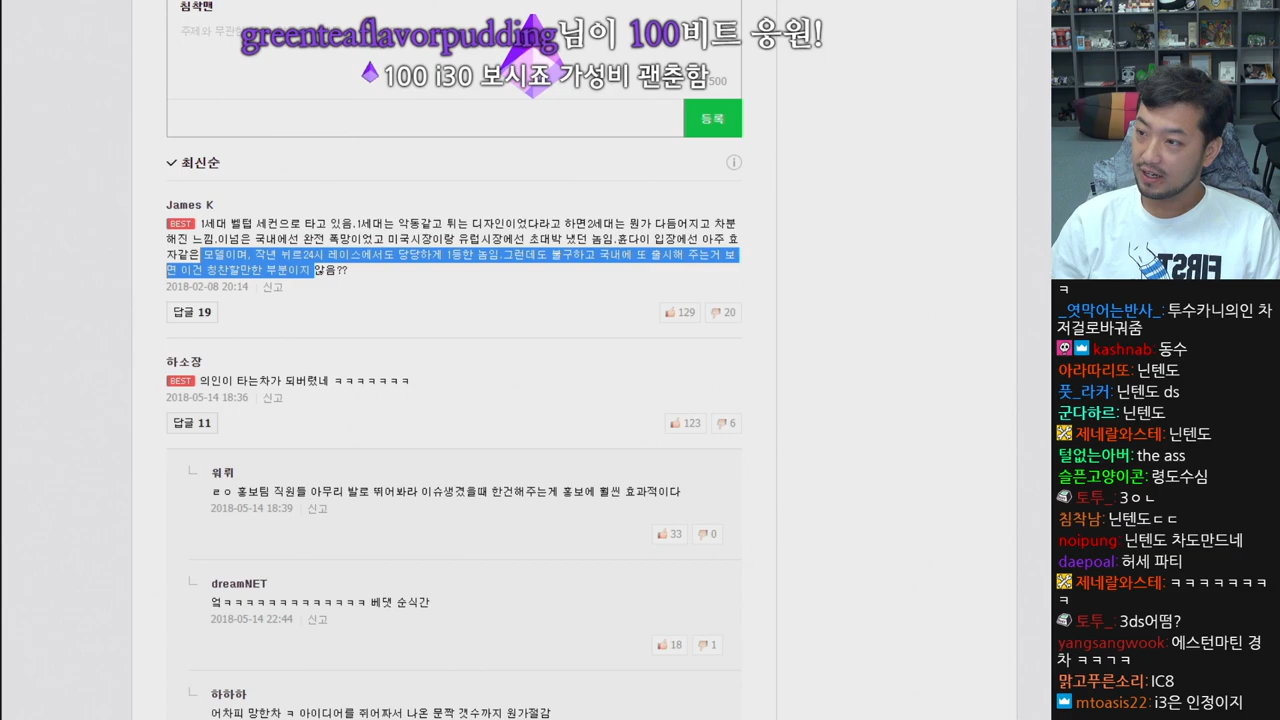 침착맨
greenteaflavorpudding님이 100비트 응원!
100 i30 보시죠 가성비 괜춘함
500
등록
최신순
James K
BEST 1세대 벨텁 세컨으로 타고 있음.1세대는 악동같고 튀는 디자인이었다라고 하면2세대는 뭔가 다듬어지고 차분
해진 느낌.이넘은 국내에선 완전 폭망이었고 미국시장이랑 유럽시장에선 초대박 냈던 놈임.횬다이 입장에선 아주 효
자같은 모델이며, 작년 뉘르24시 레이스에서도 당당하게 1등한 놈임.그런데도 불구하고 국내에 또 출시해 주는거 보
면 이건 칭찬할만한 부분이지 않음??
2018-02-08 20:14 신고
답글 19
129
20
하소장
BEST 의인이 타는차가 되버렸네 ㅋㅋㅋㅋㅋㅋㅋ
2018-05-14 18:36 신고
답글 11
123
6
워뤼
ㄹㅇ 홍보팀 직원들 아무리 발로 뛰어봐라 이슈생겼을때 한건해주는게 홍보에 훨씬 효과적이다
2018-05-14 18:39 신고
33
0
dreamNET
엌ㅋㅋㅋㅋㅋㅋㅋㅋㅋㅋㅋㅋㅋ 베댓 순식간
2018-05-14 22:44 신고
18
1
하하하
어차피 망한차 ㅋ 아이디어를 쥐어짜서 나온 문짝 갯수까지 원가절감
FIRST
ㅋ
_엿막어는반사_: 투수카니의인 차
저걸로바궈줌
kashnab: 동수
아라따리또: 닌텐도
풋_라커: 닌텐도 ds
군다하르: 닌텐도
제네랄와스테: 닌텐도
털없는아버: the ass
슬픈고양이콘: 령도수심
토투_: 3ㅇㄴ
침착남: 닌텐도ㄷㄷ
noipung: 닌텐도 차도만드네
daepoal: 허세 파티
제네랄와스테: ㅋㅋㅋㅋㅋㅋㅋ
ㅋ
토투_: 3ds어떰?
yangsangwook: 에스턴마틴 경
차 ㅋㅋㄱㅋ
맑고푸른소리: IC8
mtoasis22: i3은 인정이지